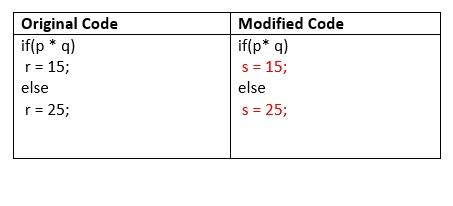 Original Code
Modified Code
if(p * q)
r = 15;
else
r = 25;
if(p* q)
s = 15;
else
s = 25;